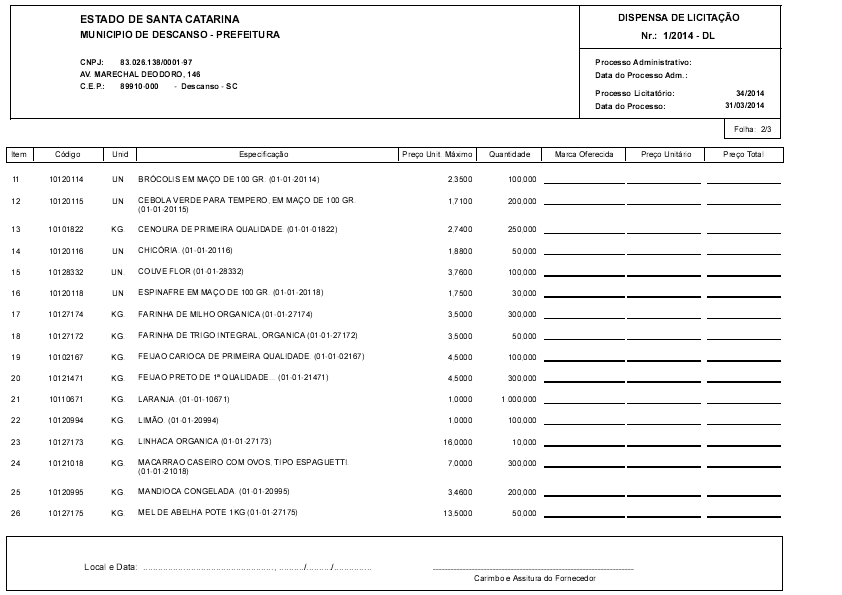 ESTADO DE SANTA CATARINA
MUNICIPIO DE DESCANSO - PREFEITURA
CNPJ: 83.026.138/0001-97
AV. MARECHAL DEODORO, 146
C.E.P.: 89910-000 - Descanso - SC
DISPENSA DE LICITAÇÃO
Nr.: 1/2014 - DL
Processo Administrativo:
Data do Processo Adm.:
Processo Licitatório: 34/2014
Data do Processo: 31/03/2014
Folha: 2/3
Item Código Unid Especificação Preço Unit. Máximo Quantidade Marca Oferecida Preço Unitário Preço Total
11 10120114 UN BRÓCOLIS EM MAÇO DE 100 GR. (01-01-20114) 2,3500 100,000
12 10120115 UN CEBOLA VERDE PARA TEMPERO, EM MAÇO DE 100 GR. 1,7100 200,000
(01-01-20115)
13 10101822 KG. CENOURA DE PRIMEIRA QUALIDADE. (01-01-01822) 2,7400 250,000
14 10120116 UN CHICÓRIA. (01-01-20116) 1,8800 50,000
15 10128332 UN. COUVE FLOR (01-01-28332) 3,7600 100,000
16 10120118 UN ESPINAFRE EM MAÇO DE 100 GR. (01-01-20118) 1,7500 30,000
17 10127174 KG. FARINHA DE MILHO ORGANICA (01-01-27174) 3,5000 300,000
18 10127172 KG. FARINHA DE TRIGO INTEGRAL, ORGANICA (01-01-27172) 3,5000 50,000
19 10102167 KG. FEIJAO CARIOCA DE PRIMEIRA QUALIDADE. (01-01-02167) 4,5000 100,000
20 10121471 KG. FEIJAO PRETO DE 1ª QUALIDADE... (01-01-21471) 4,5000 300,000
21 10110671 KG. LARANJA. (01-01-10671) 1,0000 1.000,000
22 10120994 KG. LIMÃO. (01-01-20994) 1,0000 100,000
23 10127173 KG. LINHACA ORGANICA (01-01-27173) 16,0000 10,000
24 10121018 KG. MACARRAO CASEIRO COM OVOS, TIPO ESPAGUETTI. 7,0000 300,000
(01-01-21018)
25 10120995 KG. MANDIOCA CONGELADA. (01-01-20995) 3,4600 200,000
26 10127175 KG. MEL DE ABELHA POTE 1KG (01-01-27175) 13,5000 50,000
Local e Data: ................................................, ........./........./..............
Carimbo e Assitura do Fornecedor